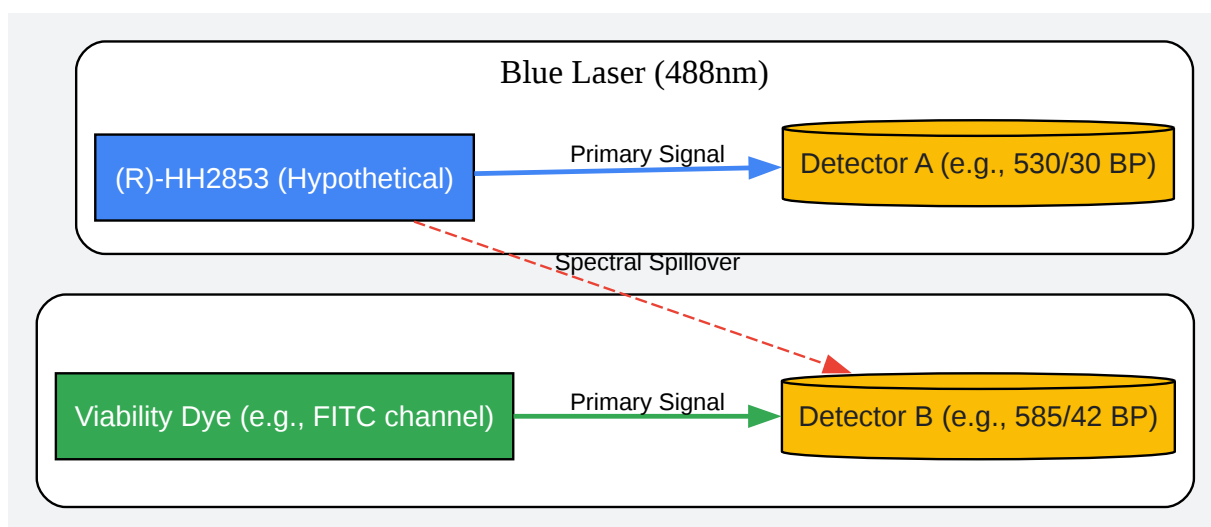 Blue Laser (488nm)
(R)-HH2853 (Hypothetical)
Primary Signal
Detector A (e.g., 530/30 BP)
Spectral Spillover
Viability Dye (e.g., FITC channel)
Primary Signal
Detector B (e.g., 585/42 BP)